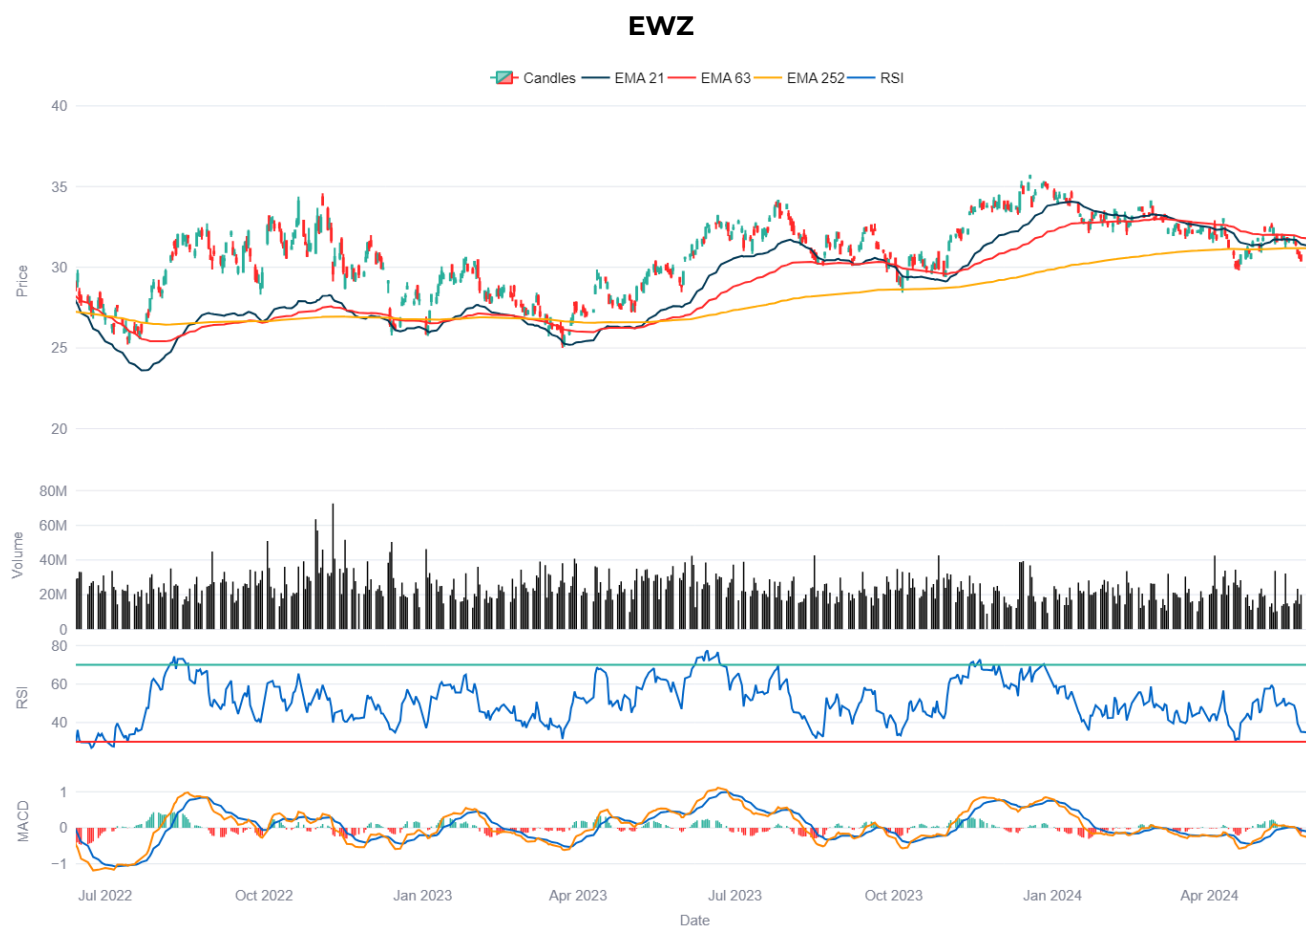 EWZ
Candles EMA 21 EMA 63 EMA 252 RSI
40
35
30
25
20
Price
80M
60M
40M
20M
0
Volume
80
60
40
RSI
1
0
−1
MACD
Jul 2022 Oct 2022 Jan 2023 Apr 2023 Jul 2023 Oct 2023 Jan 2024 Apr 2024
Date